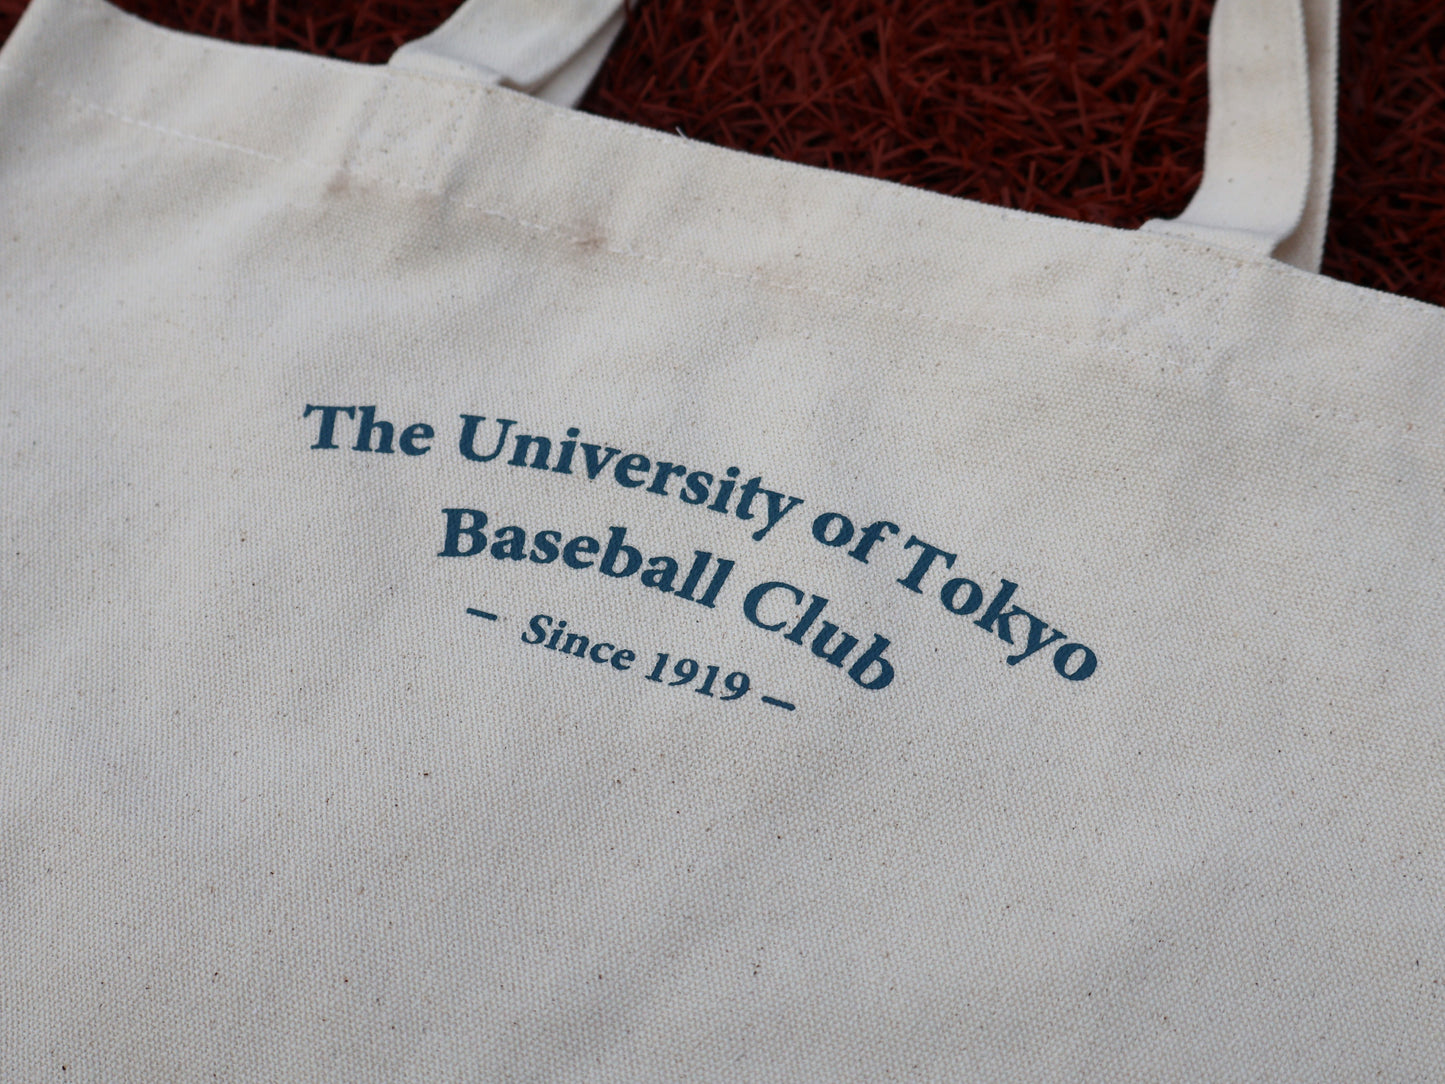 The University of Tokyo
Baseball Club
– Since 1919 –